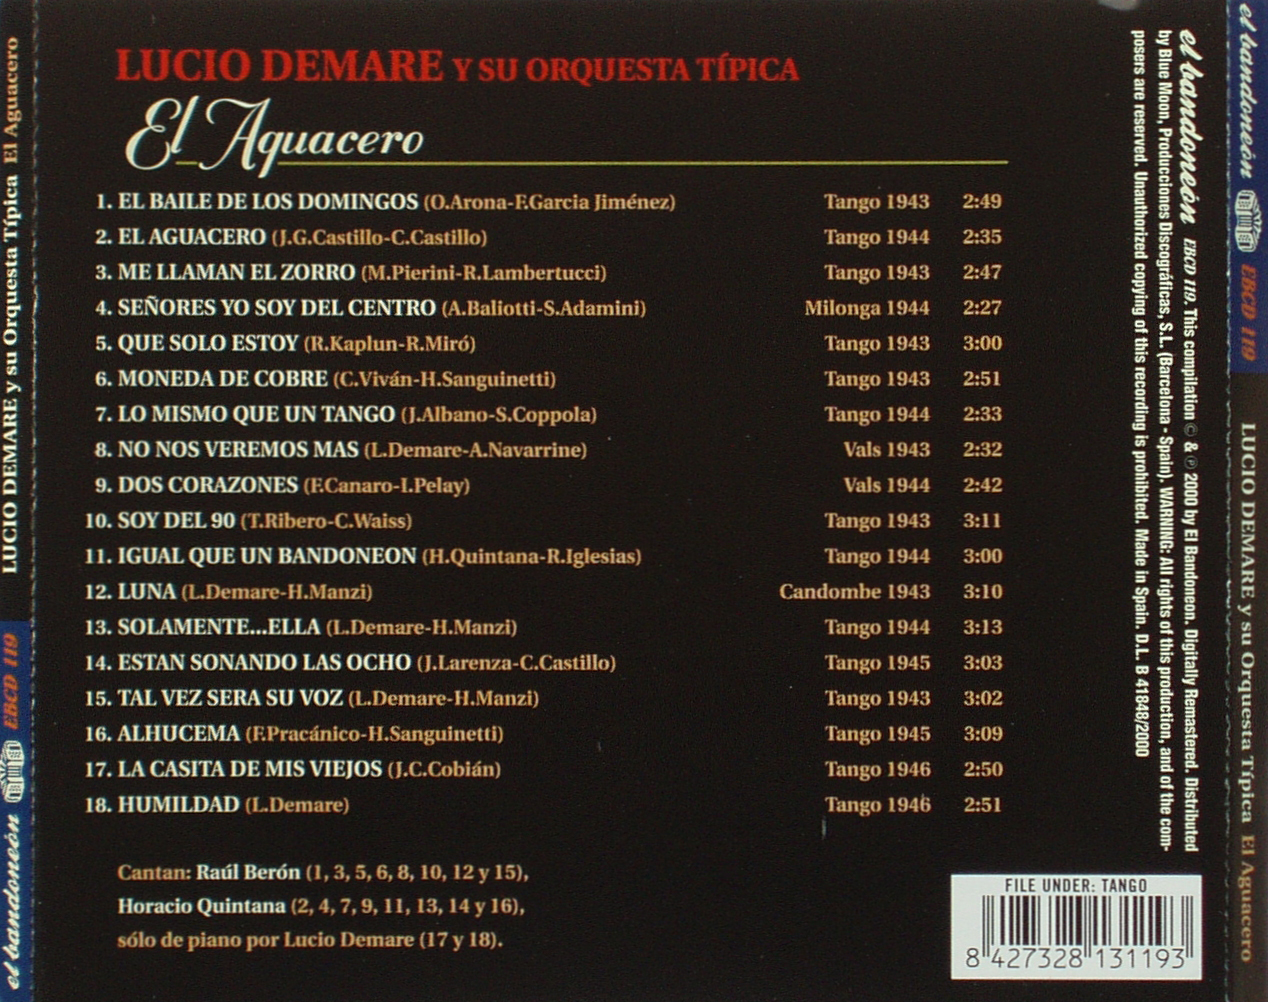 LUCIO DEMARE Y SU ORQUESTA TÍPICA
El Aguacero
1. EL BAILE DE LOS DOMINGOS (O.Arona-F.Garcia Jiménez) Tango 1943 2:49
2. EL AGUACERO (J.G.Castillo-C.Castillo) Tango 1944 2:35
3. ME LLAMAN EL ZORRO (M.Pierini-R.Lambertucci) Tango 1943 2:47
4. SEÑORES YO SOY DEL CENTRO (A.Baliotti-S.Adamini) Milonga 1944 2:27
5. QUE SOLO ESTOY (R.Kaplun-R.Miró) Tango 1943 3:00
6. MONEDA DE COBRE (C.Viván-H.Sanguinetti) Tango 1943 2:51
7. LO MISMO QUE UN TANGO (J.Albano-S.Coppola) Tango 1944 2:33
8. NO NOS VEREMOS MAS (L.Demare-A.Navarrine) Vals 1943 2:32
9. DOS CORAZONES (F.Canaro-I.Pelay) Vals 1944 2:42
10. SOY DEL 90 (T.Ribero-C.Waiss) Tango 1943 3:11
11. IGUAL QUE UN BANDONEON (H.Quintana-R.Iglesias) Tango 1944 3:00
12. LUNA (L.Demare-H.Manzi) Candombe 1943 3:10
13. SOLAMENTE...ELLA (L.Demare-H.Manzi) Tango 1944 3:13
14. ESTAN SONANDO LAS OCHO (J.Larenza-C.Castillo) Tango 1945 3:03
15. TAL VEZ SERA SU VOZ (L.Demare-H.Manzi) Tango 1943 3:02
16. ALHUCEMA (F.Pracánico-H.Sanguinetti) Tango 1945 3:09
17. LA CASITA DE MIS VIEJOS (J.C.Cobián) Tango 1946 2:50
18. HUMILDAD (L.Demare) Tango 1946 2:51
Cantan: Raúl Berón (1, 3, 5, 6, 8, 10, 12 y 15),
Horacio Quintana (2, 4, 7, 9, 11, 13, 14 y 16),
sólo de piano por Lucio Demare (17 y 18).
el bandoneón EBCD 119. This compilation © & ℗ 2000 by El Bandoneon. Digitally Remastered. Distributed
by Blue Moon, Producciones Discográficas, S.L. (Barcelona • Spain). WARNING: All rights of this production, and of the com-
posers are reserved. Unauthorized copying of this recording is prohibited. Made in Spain. D.L. B 41848/2000
FILE UNDER: TANGO
8 427328 131193
el bandoneón EBCD 119 LUCIO DEMARE y su Orquesta Típica El Aguacero
el bandoneón EBCD 119 LUCIO DEMARE y su Orquesta Típica El Aguacero